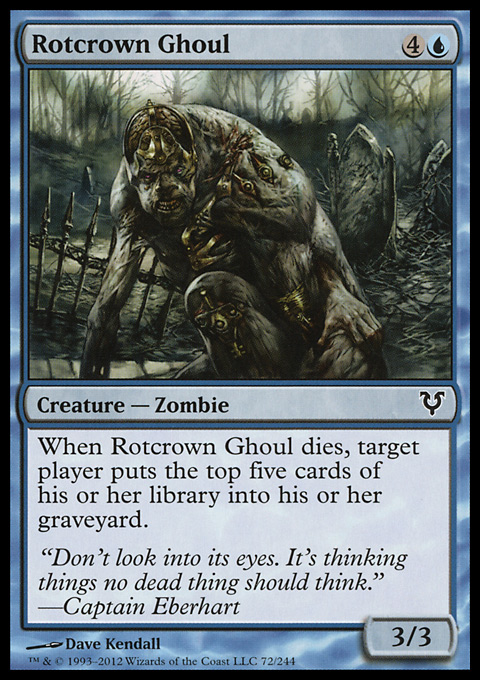 Rotcrown Ghoul 4
Creature — Zombie
When Rotcrown Ghoul dies, target
player puts the top five cards of
his or her library into his or her
graveyard.
“Don’t look into its eyes. It’s thinking
things no dead thing should think.”
—Captain Eberhart
3/3
Dave Kendall
™ & © 1993–2012 Wizards of the Coast LLC 72/244